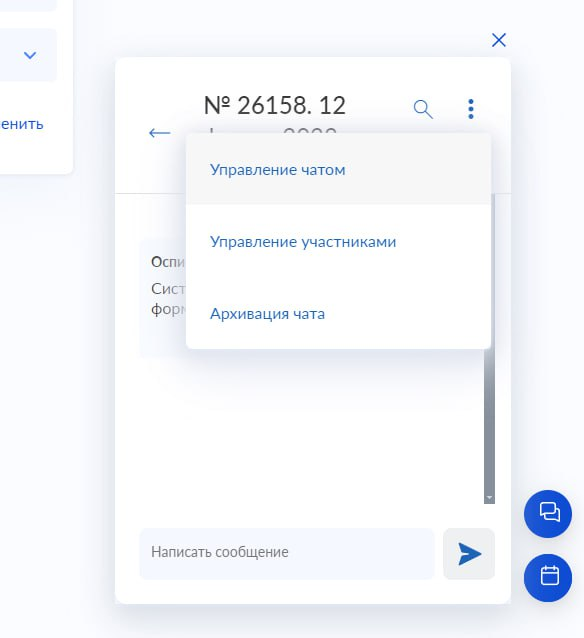 енить
№ 26158. 12
Управление чатом
Управление участниками
Архивация чата
Написать сообщение